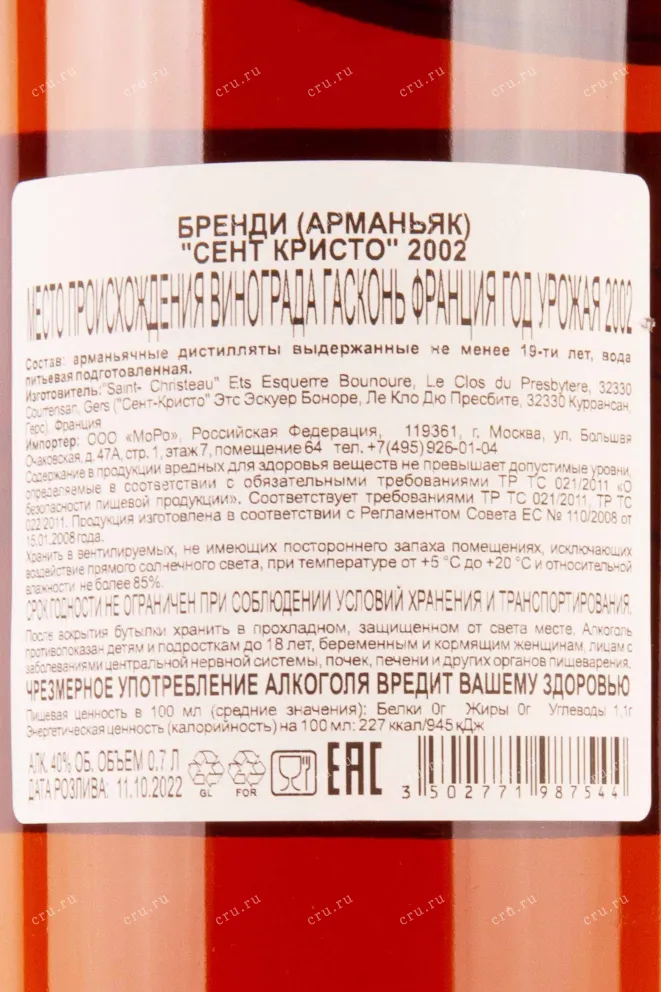 БРЕНДИ (АРМАНЬЯК)
"СЕНТ КРИСТО" 2002
МЕСТО ПРОИСХОЖДЕНИЯ ВИНОГРАДА ГАСКОНЬ ФРАНЦИЯ ГОД УРОЖАЯ 2002
Состав: арманьячные дистилляты выдержанные не менее 19-ти лет, вода
питьевая подготовленная.
Изготовитель:"Saint- Christeau" Ets Esquerre Bounoure, Le Clos du Presbytere, 32330
Courrensan, Gers ("Сент-Кристо" Этс Эскуер Боноре, Ле Кло Дю Пресбите, 32330 Куррансан,
Герс), Франция
Импортер: ООО «МоРо», Российская Федерация, 119361, г. Москва, ул. Большая
Очаковская, д. 47А, стр. 1, этаж 7, помещение 64 тел. +7(495) 926-01-04
Содержание в продукции вредных для здоровья веществ не превышает допустимые уровни,
определяемые в соответствии с обязательными требованиями ТР ТС 021/2011 «О
безопасности пищевой продукции». Соответствует требованиями ТР ТС 021/2011, ТР ТС
022/2011. Продукция изготовлена в соответствии с Регламентом Совета ЕС № 110/2008 от
15.01.2008 года.
Хранить в вентилируемых, не имеющих постороннего запаха помещениях, исключающих
воздействие прямого солнечного света, при температуре от +5 °С до +20 °С и относительной
влажности не более 85%.
СРОК ГОДНОСТИ НЕ ОГРАНИЧЕН ПРИ СОБЛЮДЕНИИ УСЛОВИЙ ХРАНЕНИЯ И ТРАНСПОРТИРОВАНИЯ.
После вскрытия бутылки хранить в прохладном, защищенном от света месте. Алкоголь
противопоказан детям и подросткам до 18 лет, беременным и кормящим женщинам, лицам с
заболеваниями центральной нервной системы, почек, печени и других органов пищеварения.
ЧРЕЗМЕРНОЕ УПОТРЕБЛЕНИЕ АЛКОГОЛЯ ВРЕДИТ ВАШЕМУ ЗДОРОВЬЮ
Пищевая ценность в 100 мл (средние значения): Белки 0г Жиры 0г Углеводы 1,1г
Энергетическая ценность (калорийность) на 100 мл: 227 ккал/945 кДж
АЛК. 40% ОБ. ОБЪЕМ 0.7 Л
ДАТА РОЗЛИВА: 11.10.2022
GL FOR
EAC
3 502771 987544
cru.ru